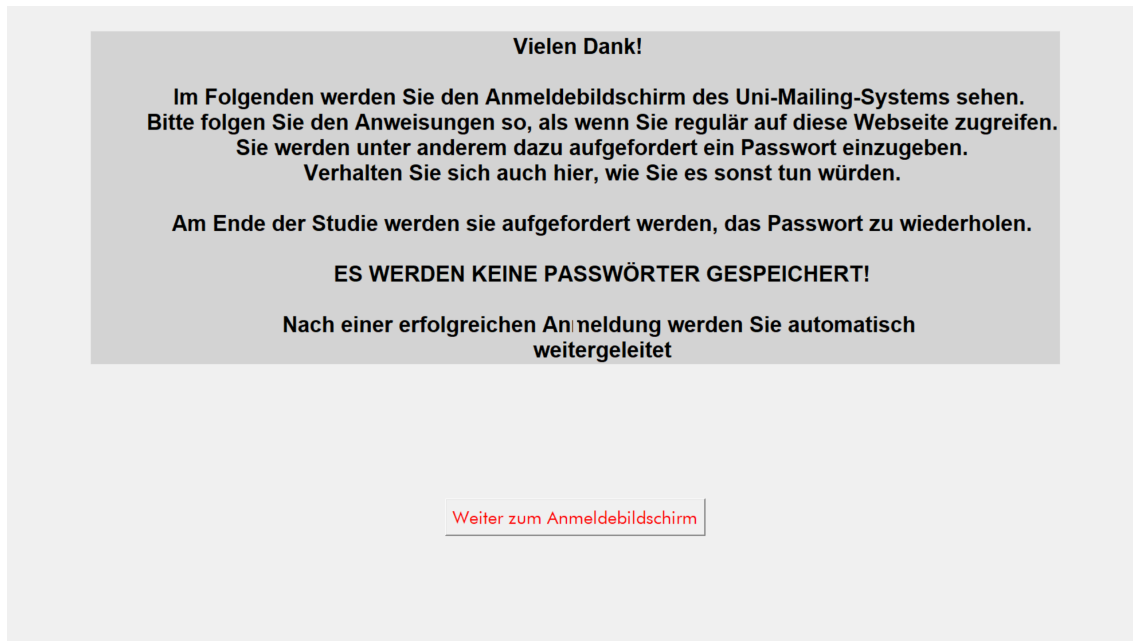 Vielen Dank!
Im Folgenden werden Sie den Anmeldebildschirm des Uni-Mailing-Systems sehen.
Bitte folgen Sie den Anweisungen so, als wenn Sie regulär auf diese Webseite zugreifen.
Sie werden unter anderem dazu aufgefordert ein Passwort einzugeben.
Verhalten Sie sich auch hier, wie Sie es sonst tun würden.
Am Ende der Studie werden sie aufgefordert werden, das Passwort zu wiederholen.
ES WERDEN KEINE PASSWÖRTER GESPEICHERT!
Nach einer erfolgreichen Anmeldung werden Sie automatisch
weitergeleitet
Weiter zum Anmeldebildschirm